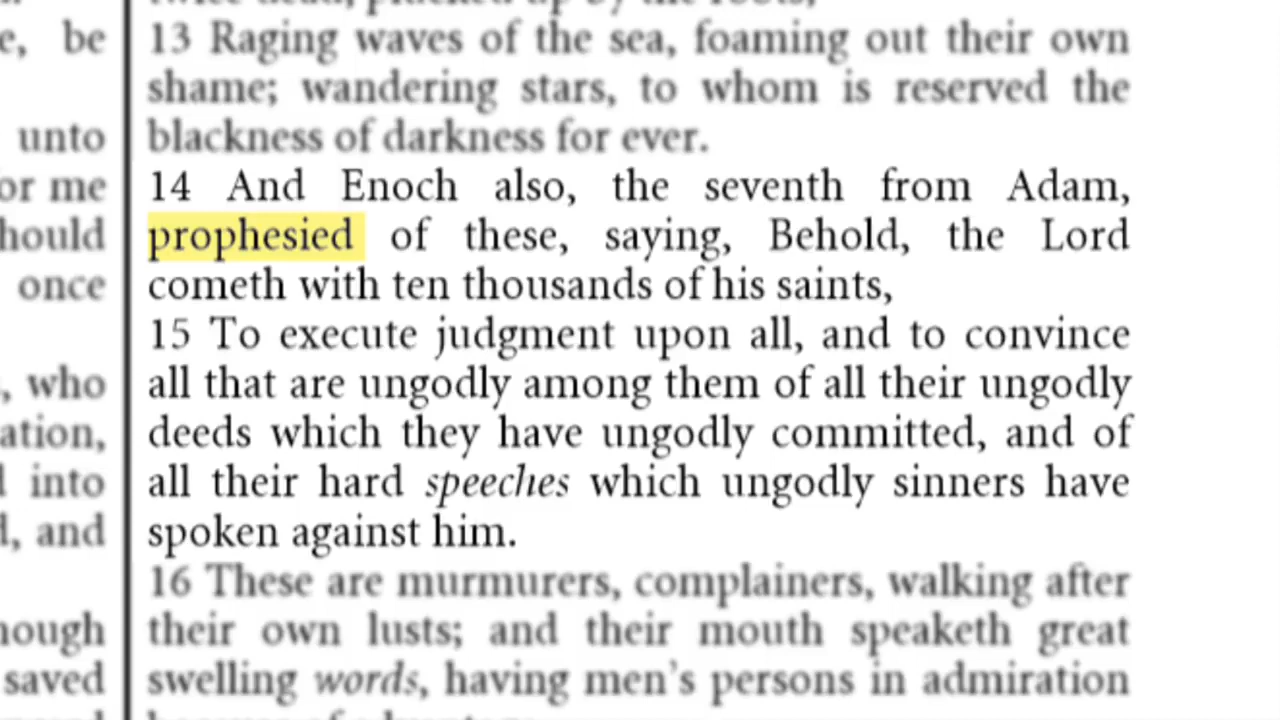 e, be
unto
or me
hould
once
, who
ation,
into
d, and
hough
saved
13 Raging waves of the sea, foaming out their own
shame; wandering stars, to whom is reserved the
blackness of darkness for ever.
14 And Enoch also, the seventh from Adam,
prophesied of these, saying, Behold, the Lord
cometh with ten thousands of his saints,
15 To execute judgment upon all, and to convince
all that are ungodly among them of all their ungodly
deeds which they have ungodly committed, and of
all their hard speeches which ungodly sinners have
spoken against him.
16 These are murmurers, complainers, walking after
their own lusts; and their mouth speaketh great
swelling words, having men's persons in admiration